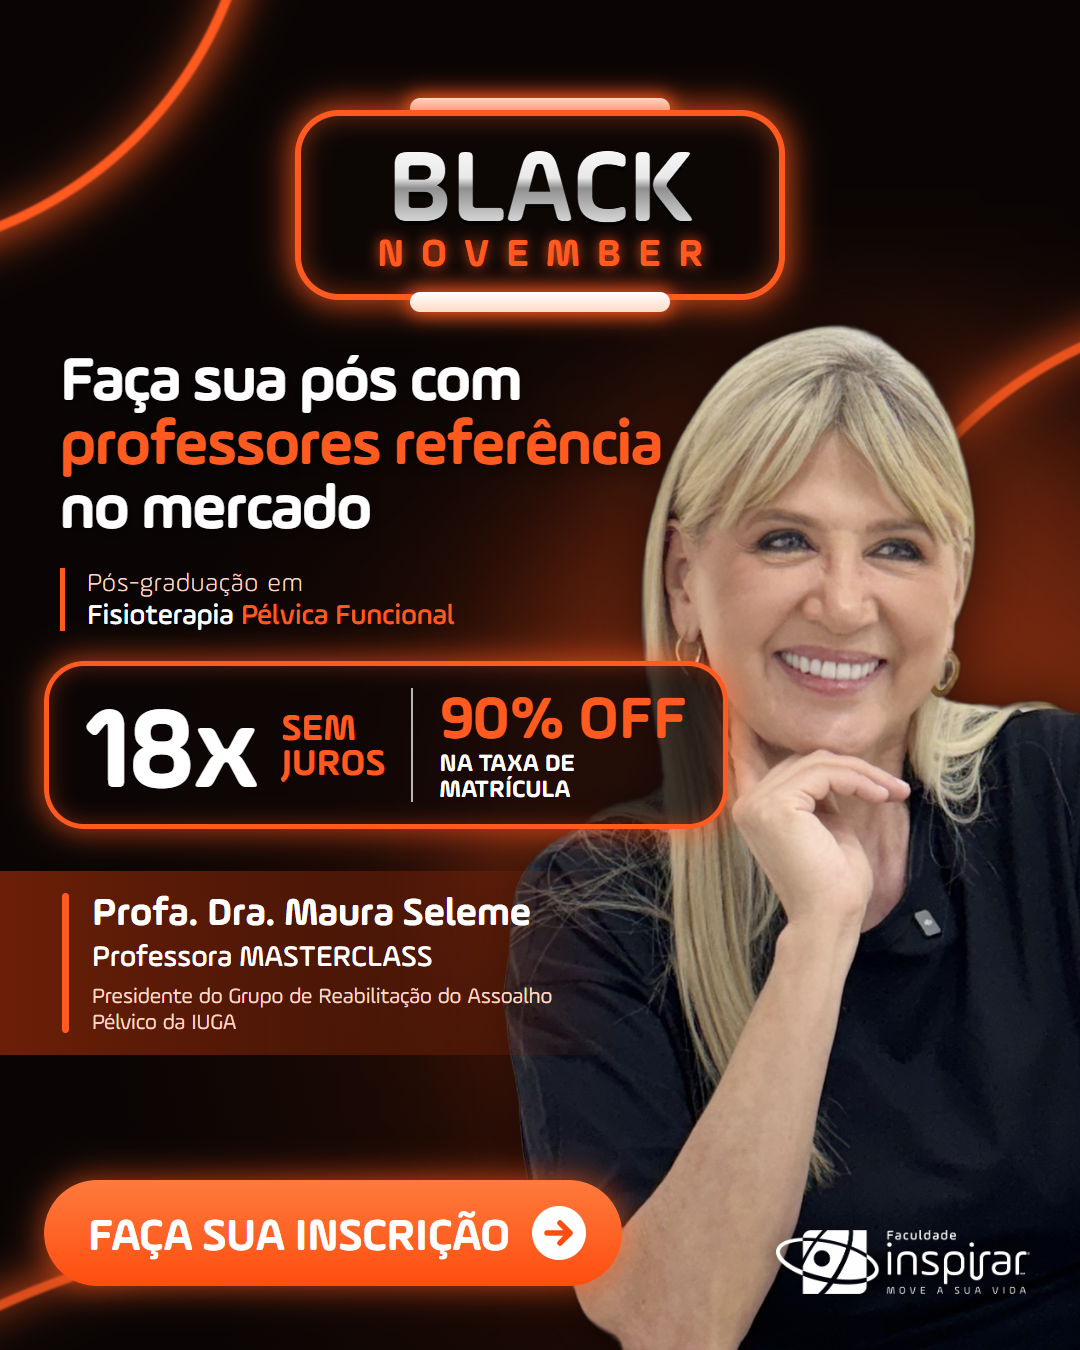 BLACK
NOVEMBER
Faça sua pós com
professores referência
no mercado
Pós-graduação em
Fisioterapia Pélvica Funcional
18x
SEM
JUROS
90% OFF
NA TAXA DE
MATRÍCULA
Profa. Dra. Maura Seleme
Professora MASTERCLASS
Presidente do Grupo de Reabilitação do Assoalho
Pélvico da IUGA
FAÇA SUA INSCRIÇÃO
Faculdade
inspirar
MOVE A SUA VIDA